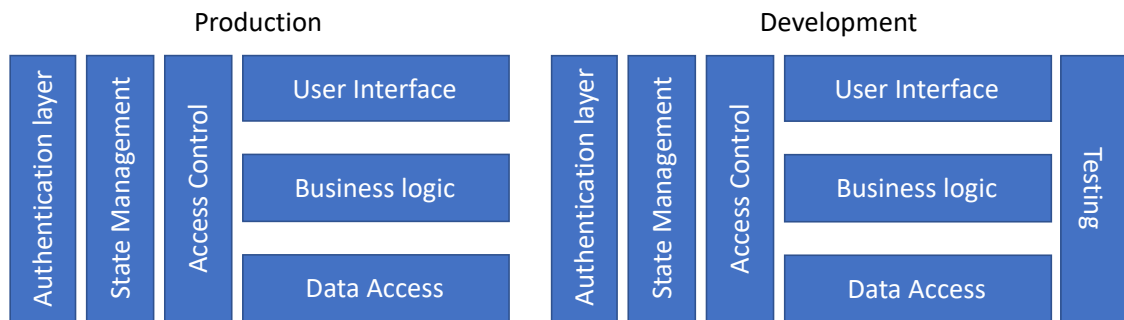 Production
Authentication layer
State Management
Access Control
User Interface
Business logic
Data Access
Development
Authentication layer
State Management
Access Control
User Interface
Business logic
Data Access
Testing